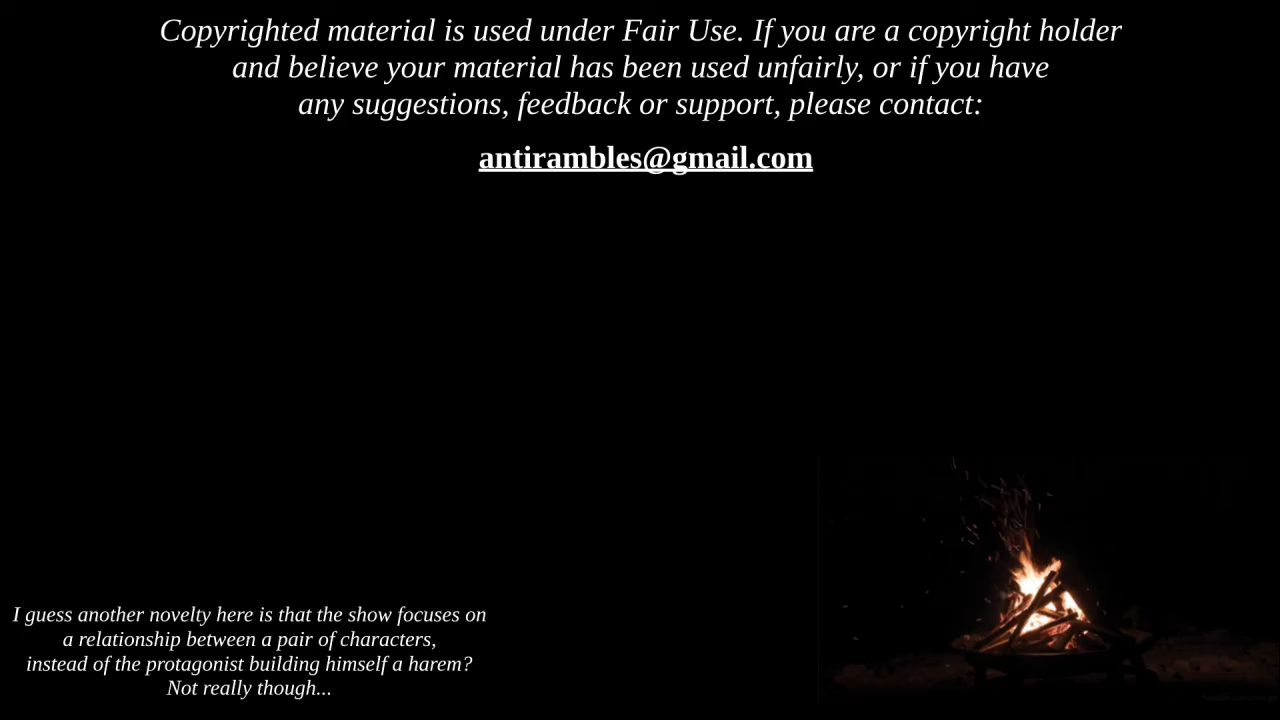 Copyrighted material is used under Fair Use. If you are a copyright holder
and believe your material has been used unfairly, or if you have
any suggestions, feedback or support, please contact:
antirambles@gmail.com
I guess another novelty here is that the show focuses on
a relationship between a pair of characters,
instead of the protagonist building himself a harem?
Not really though...